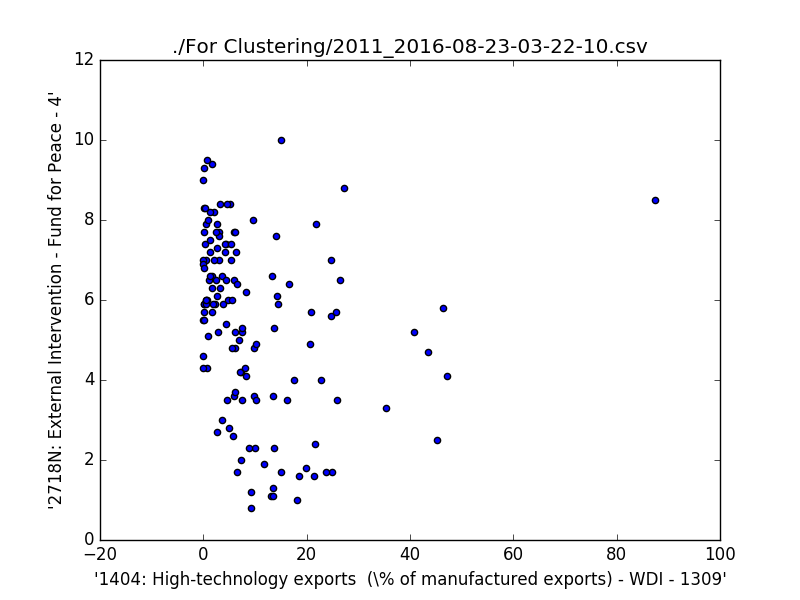 ./For Clustering/2011_2016-08-23-03-22-10.csv
12
10
8
6
4
2
0
'2718N: External Intervention - Fund for Peace - 4'
−20 0 20 40 60 80 100
'1404: High-technology exports  (\% of manufactured exports) - WDI - 1309'